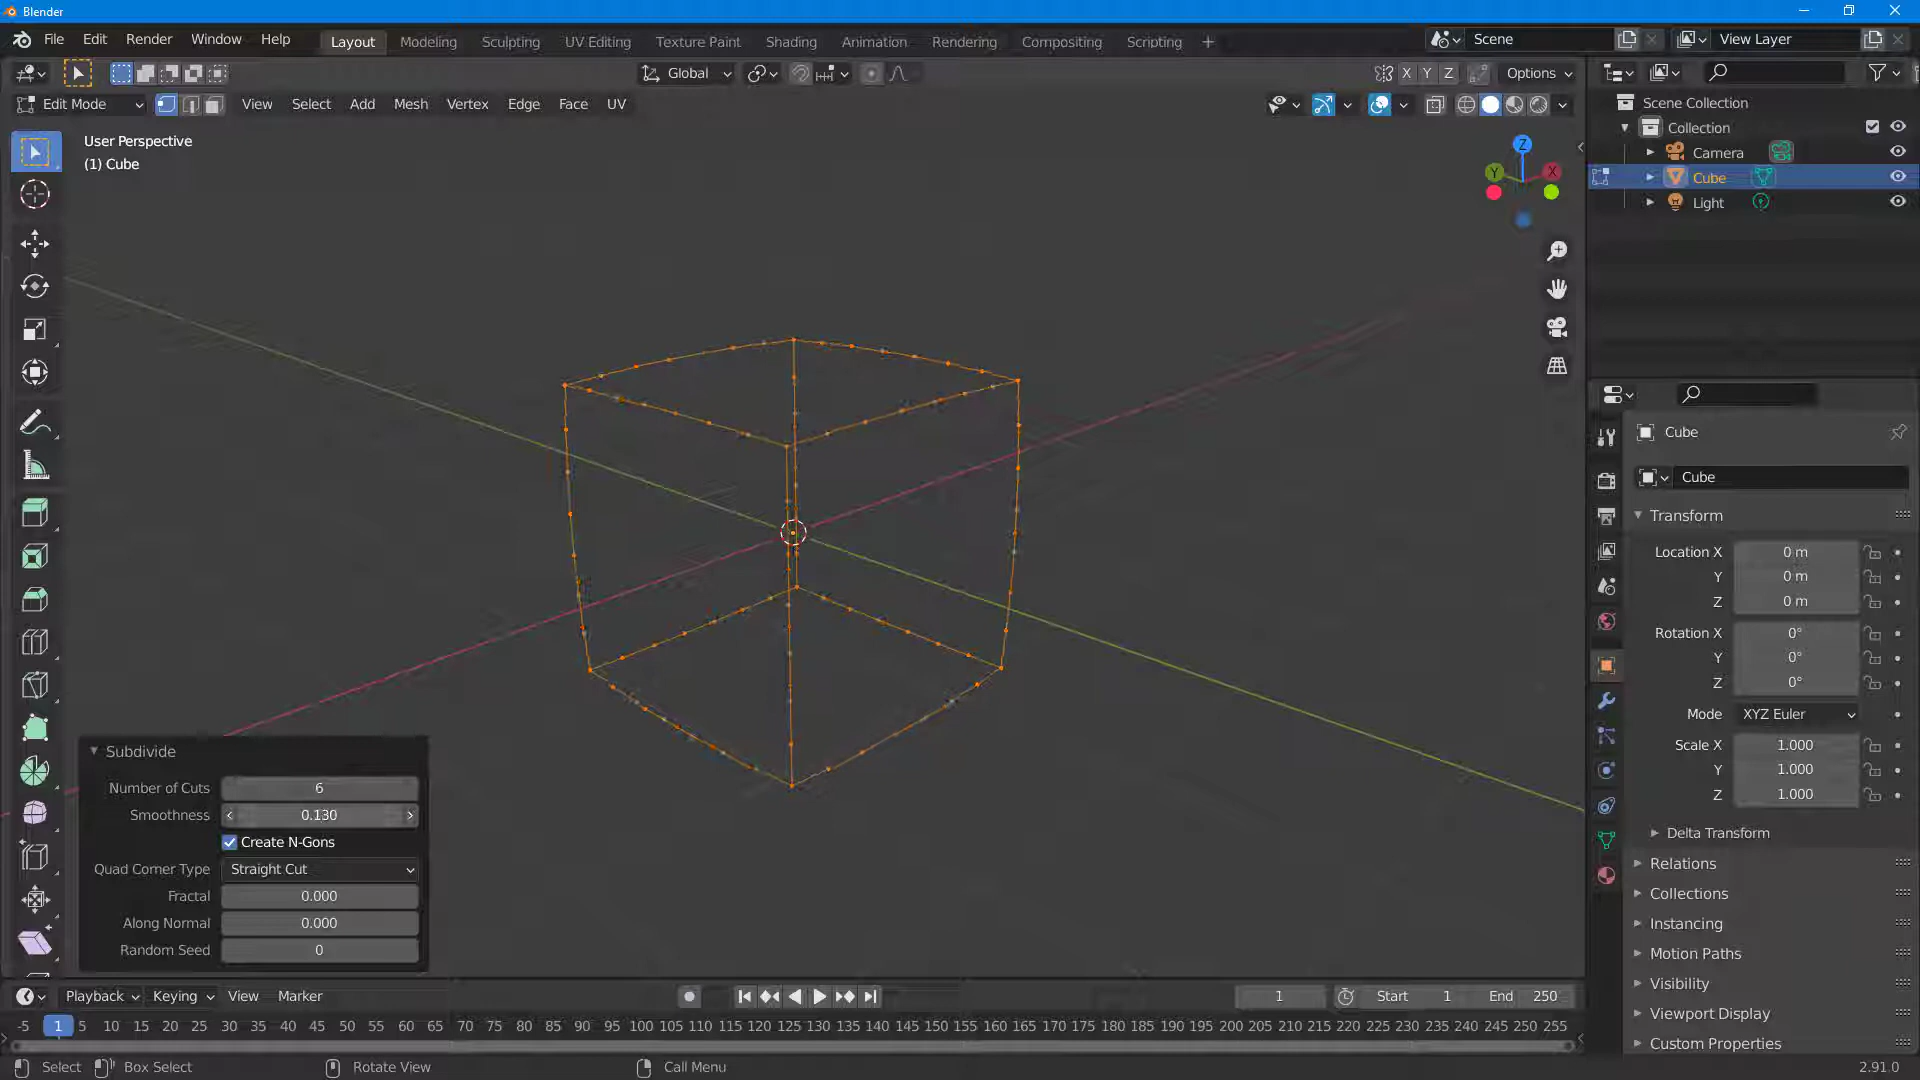 Blender
File Edit Render Window Help Layout Modeling Sculpting UV Editing Texture Paint Shading Animation Rendering Compositing Scripting + Scene View Layer
Global X Y Z Options
Edit Mode View Select Add Mesh Vertex Edge Face UV
User Perspective
(1) Cube
Z
Y
X
Scene Collection
Collection
Camera
Cube
Light
Cube
Cube
Transform
Location X 0 m
Y 0 m
Z 0 m
Rotation X 0°
Y 0°
Z 0°
Mode XYZ Euler
Scale X 1.000
Y 1.000
Z 1.000
Delta Transform
Relations
Collections
Instancing
Motion Paths
Visibility
Viewport Display
Custom Properties
Subdivide
Number of Cuts 6
Smoothness 0.130
Create N-Gons
Quad Corner Type Straight Cut
Fractal 0.000
Along Normal 0.000
Random Seed 0
Playback Keying View Marker 1 Start 1 End 250
-5 1 5 10 15 20 25 30 35 40 45 50 55 60 65 70 75 80 85 90 95 100 105 110 115 120 125 130 135 140 145 150 155 160 165 170 175 180 185 190 195 200 205 210 215 220 225 230 235 240 245 250 255
Select Box Select Rotate View Call Menu 2.91.0